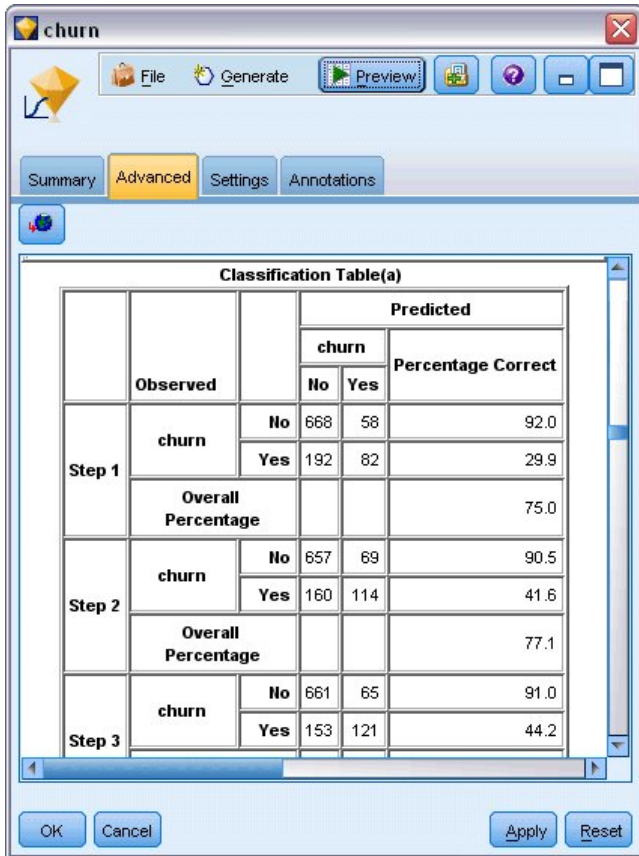 churn
File Generate Preview
Summary Advanced Settings Annotations
Classification Table(a)
Predicted
churn
Percentage Correct
Observed No Yes
Step 1 churn No 668 58 92.0
Yes 192 82 29.9
Overall Percentage 75.0
Step 2 churn No 657 69 90.5
Yes 160 114 41.6
Overall Percentage 77.1
Step 3 churn No 661 65 91.0
Yes 153 121 44.2
OK Cancel Apply Reset